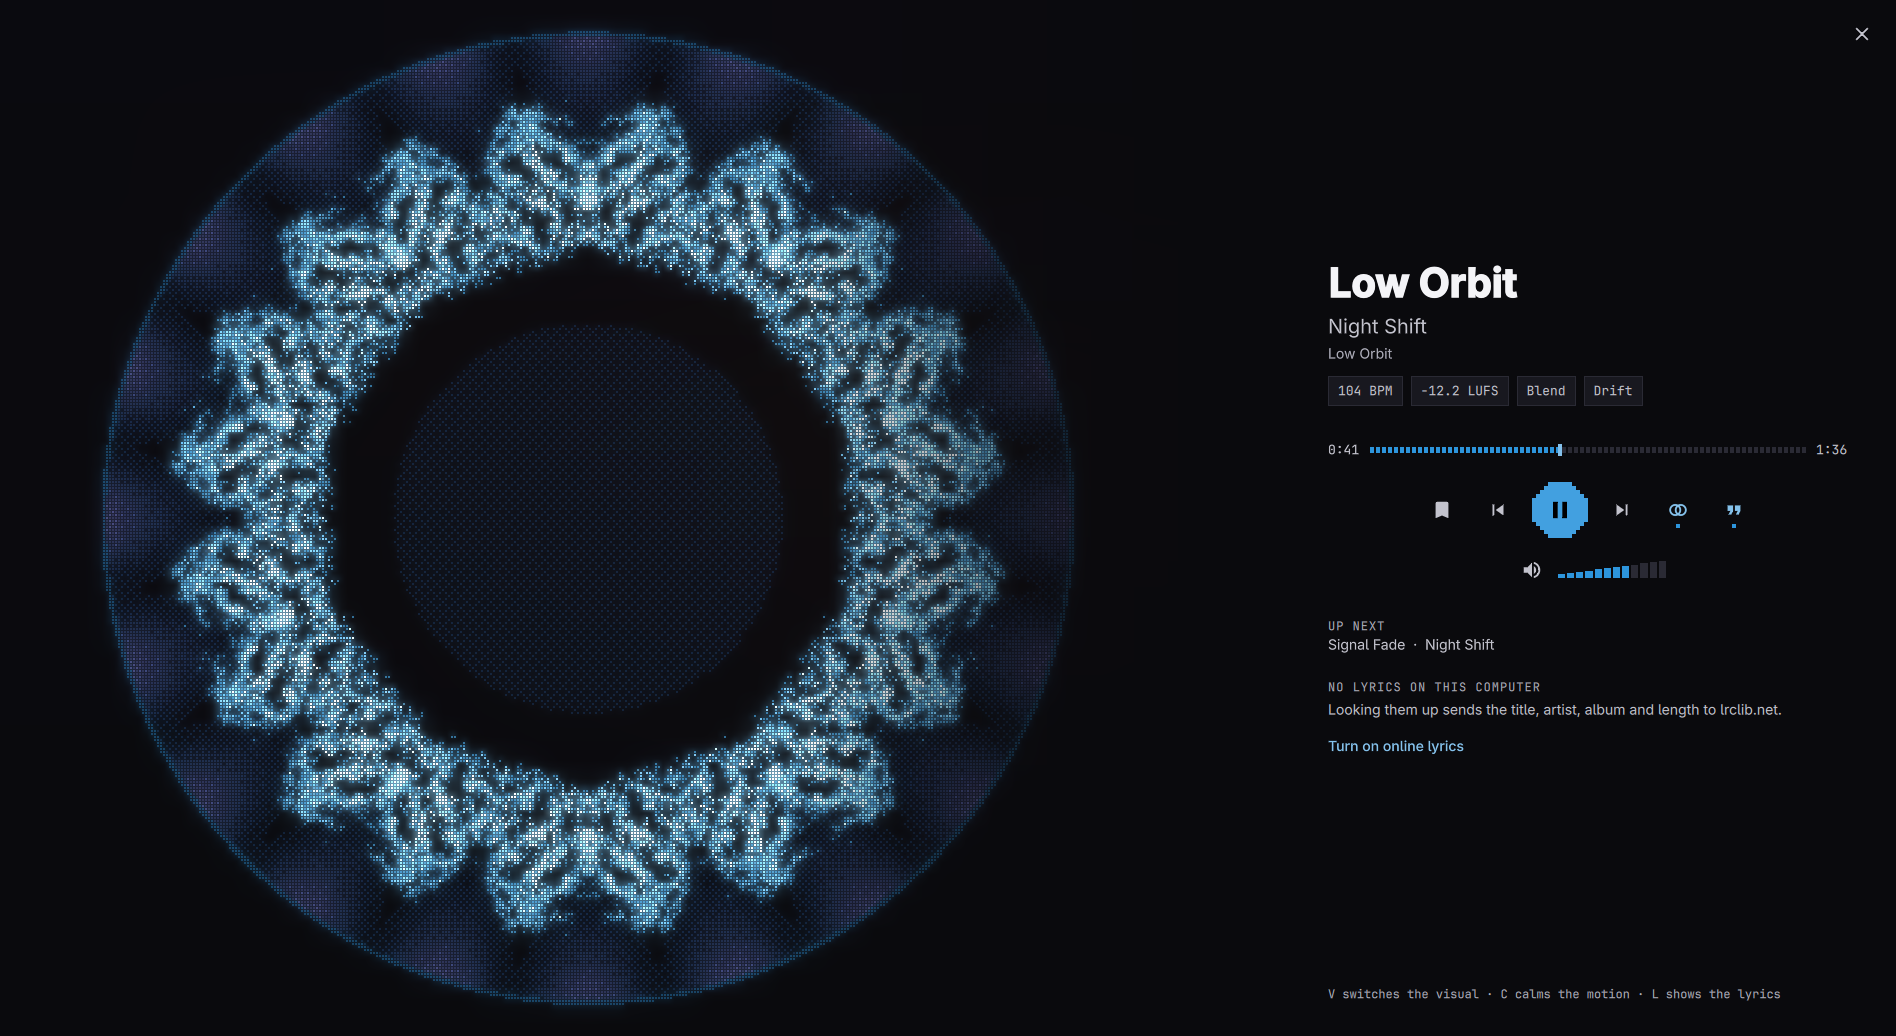 Low Orbit
Night Shift
Low Orbit
104 BPM -12.2 LUFS Blend Drift
0:41 1:36
UP NEXT
Signal Fade · Night Shift
NO LYRICS ON THIS COMPUTER
Looking them up sends the title, artist, album and length to lrclib.net.
Turn on online lyrics
V switches the visual · C calms the motion · L shows the lyrics